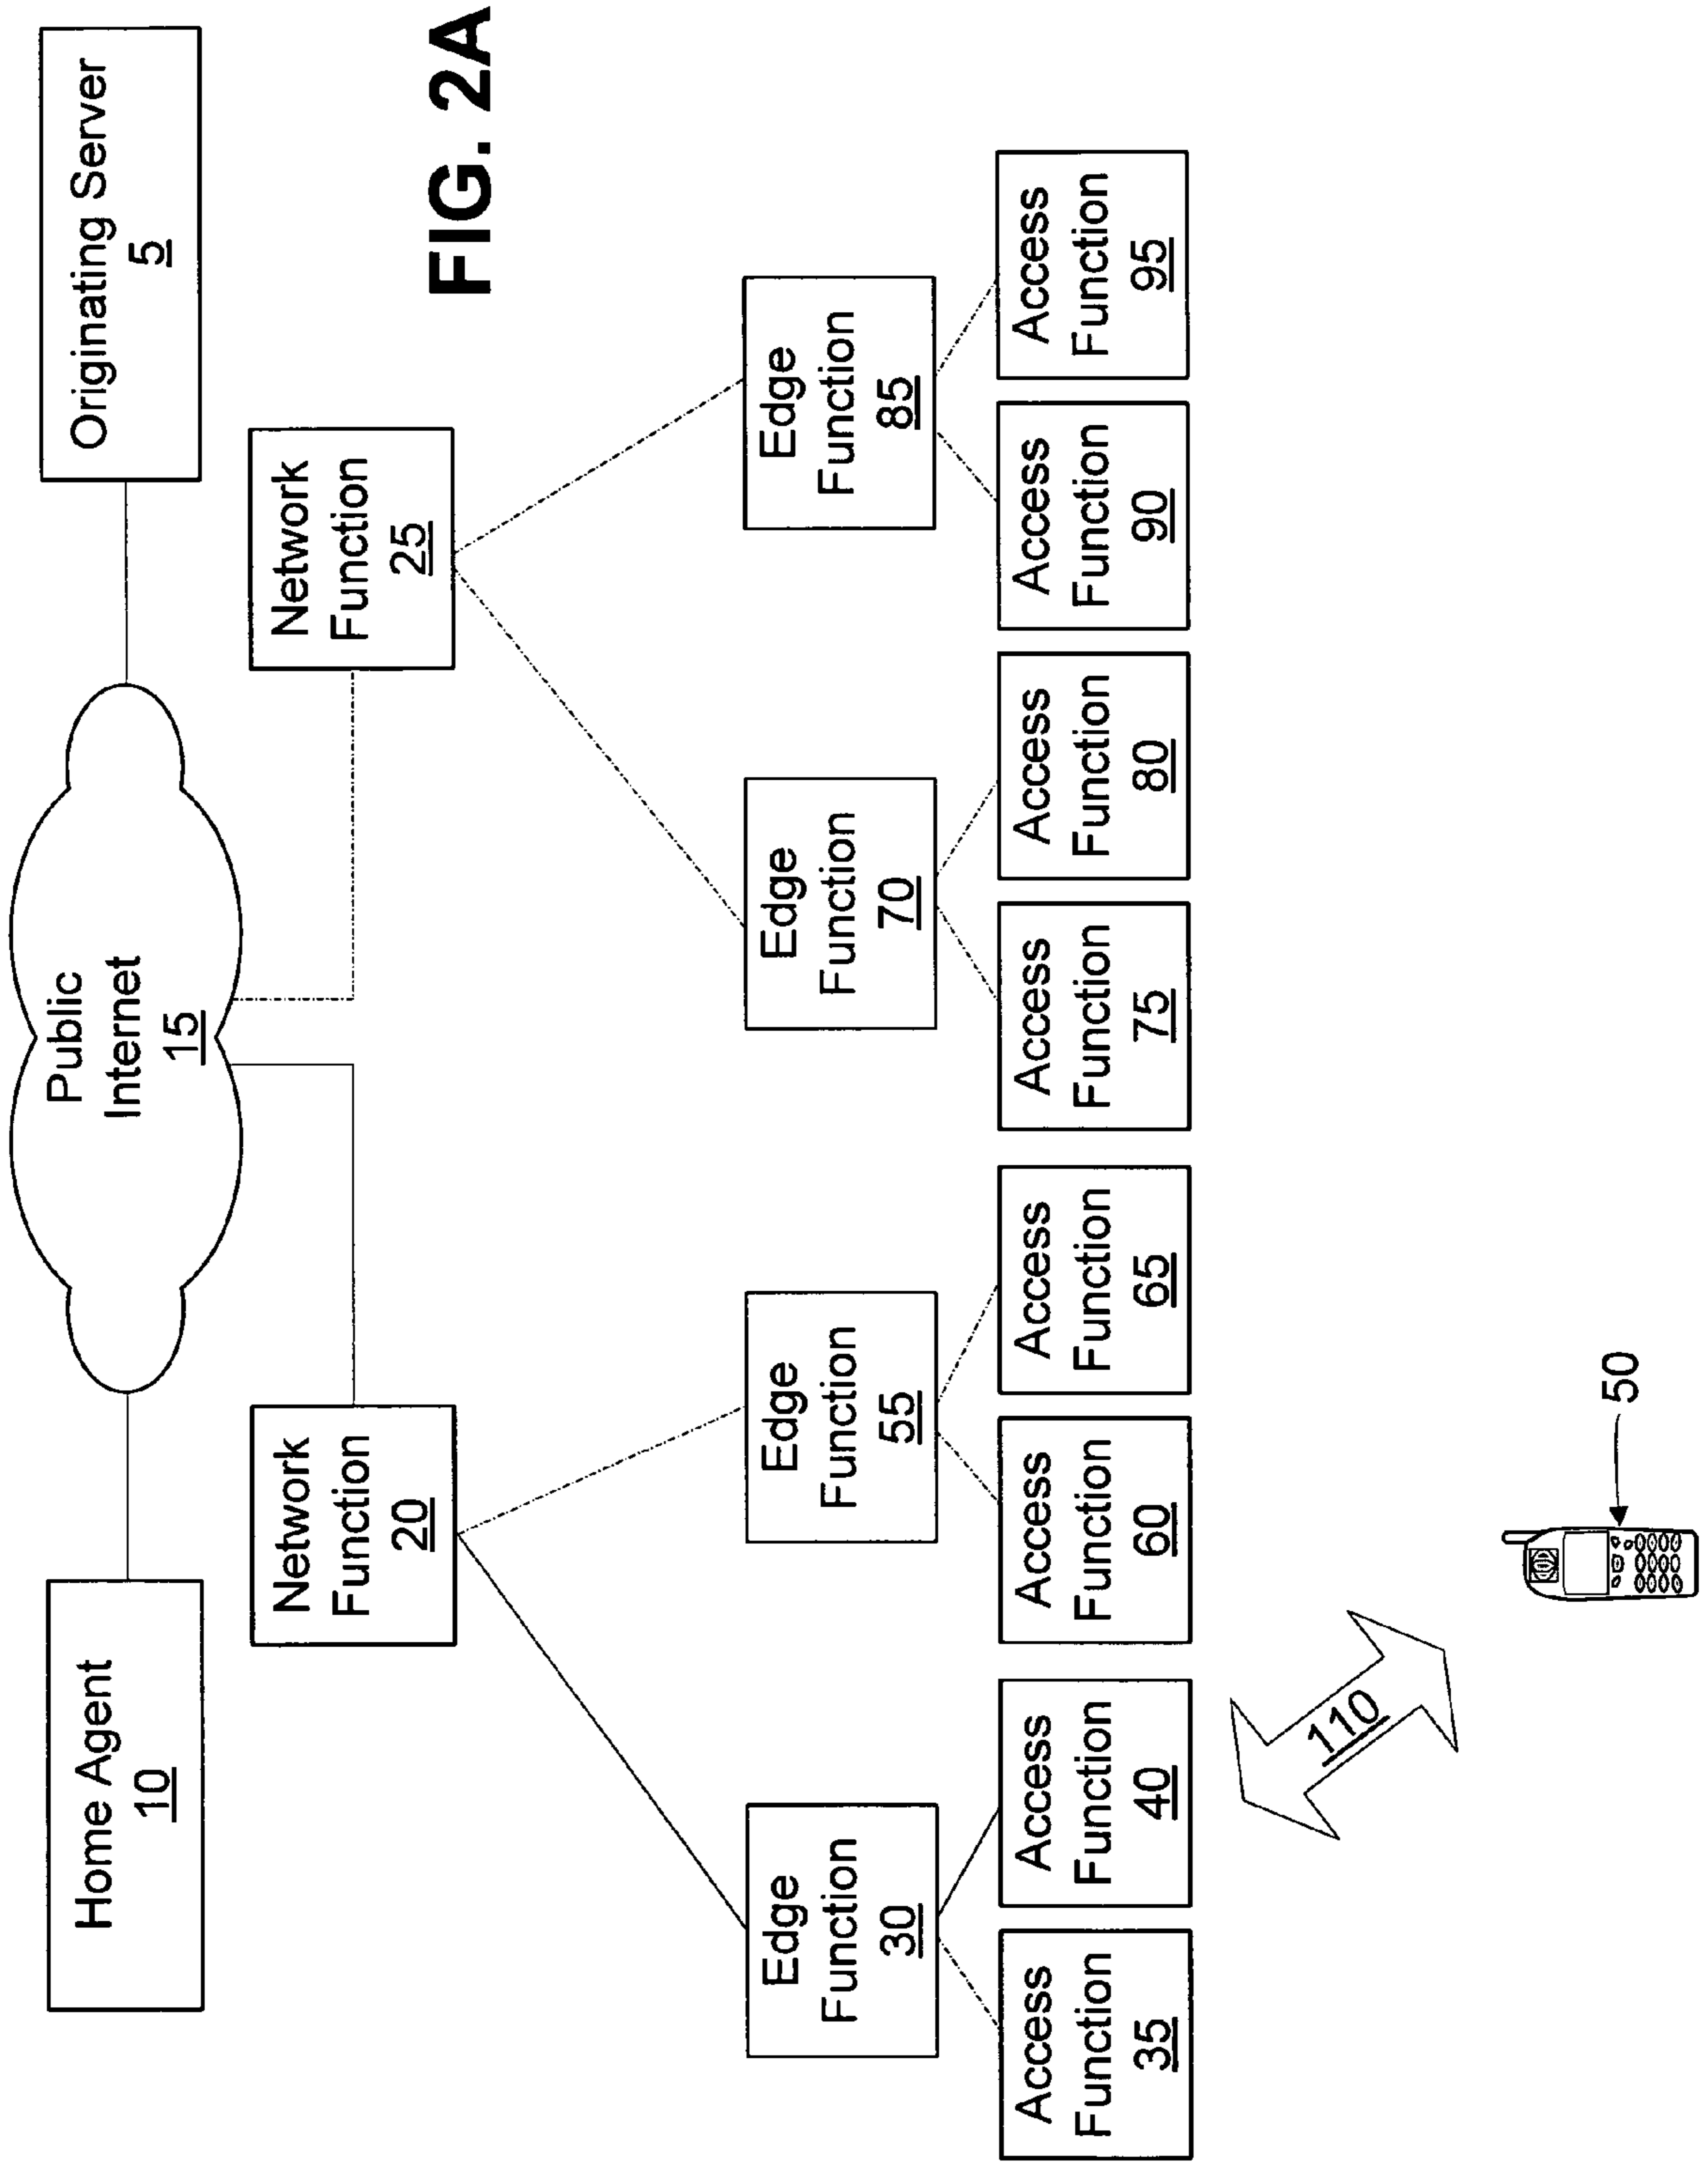 Home Agent
10
Public
Internet
15
Originating Server
5
Network
Function
20
Network
Function
25
FIG. 2A
Edge
Function
30
Edge
Function
55
Edge
Function
70
Edge
Function
85
Access
Function
35
Access
Function
40
Access
Function
60
Access
Function
65
Access
Function
75
Access
Function
80
Access
Function
90
Access
Function
95
110
50